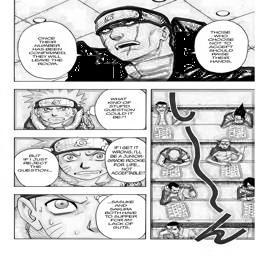 THOSE
WHO
CHOOSE
NOT TO
ACCEPT
SHOULD
RAISE
THEIR
HANDS.
ONCE
THEIR
NUMBER
HAS BEEN
CONFIRMED,
THEY WILL
LEAVE THE
ROOM.
WHAT
KIND OF
STUPID
QUESTION
COULD IT
BE?!
IF I GET IT
WRONG, I'LL
BE A JUNIOR
GRADE ROOKIE
FOR LIFE...
NOT
ACCEPTABLE!!
BUT
IF I JUST
REJECT
THE
QUESTION...
...SASUKE
AND
SAKURA
BOTH HAVE
TO SUFFER
FOR MY
LACK OF
GUTS.